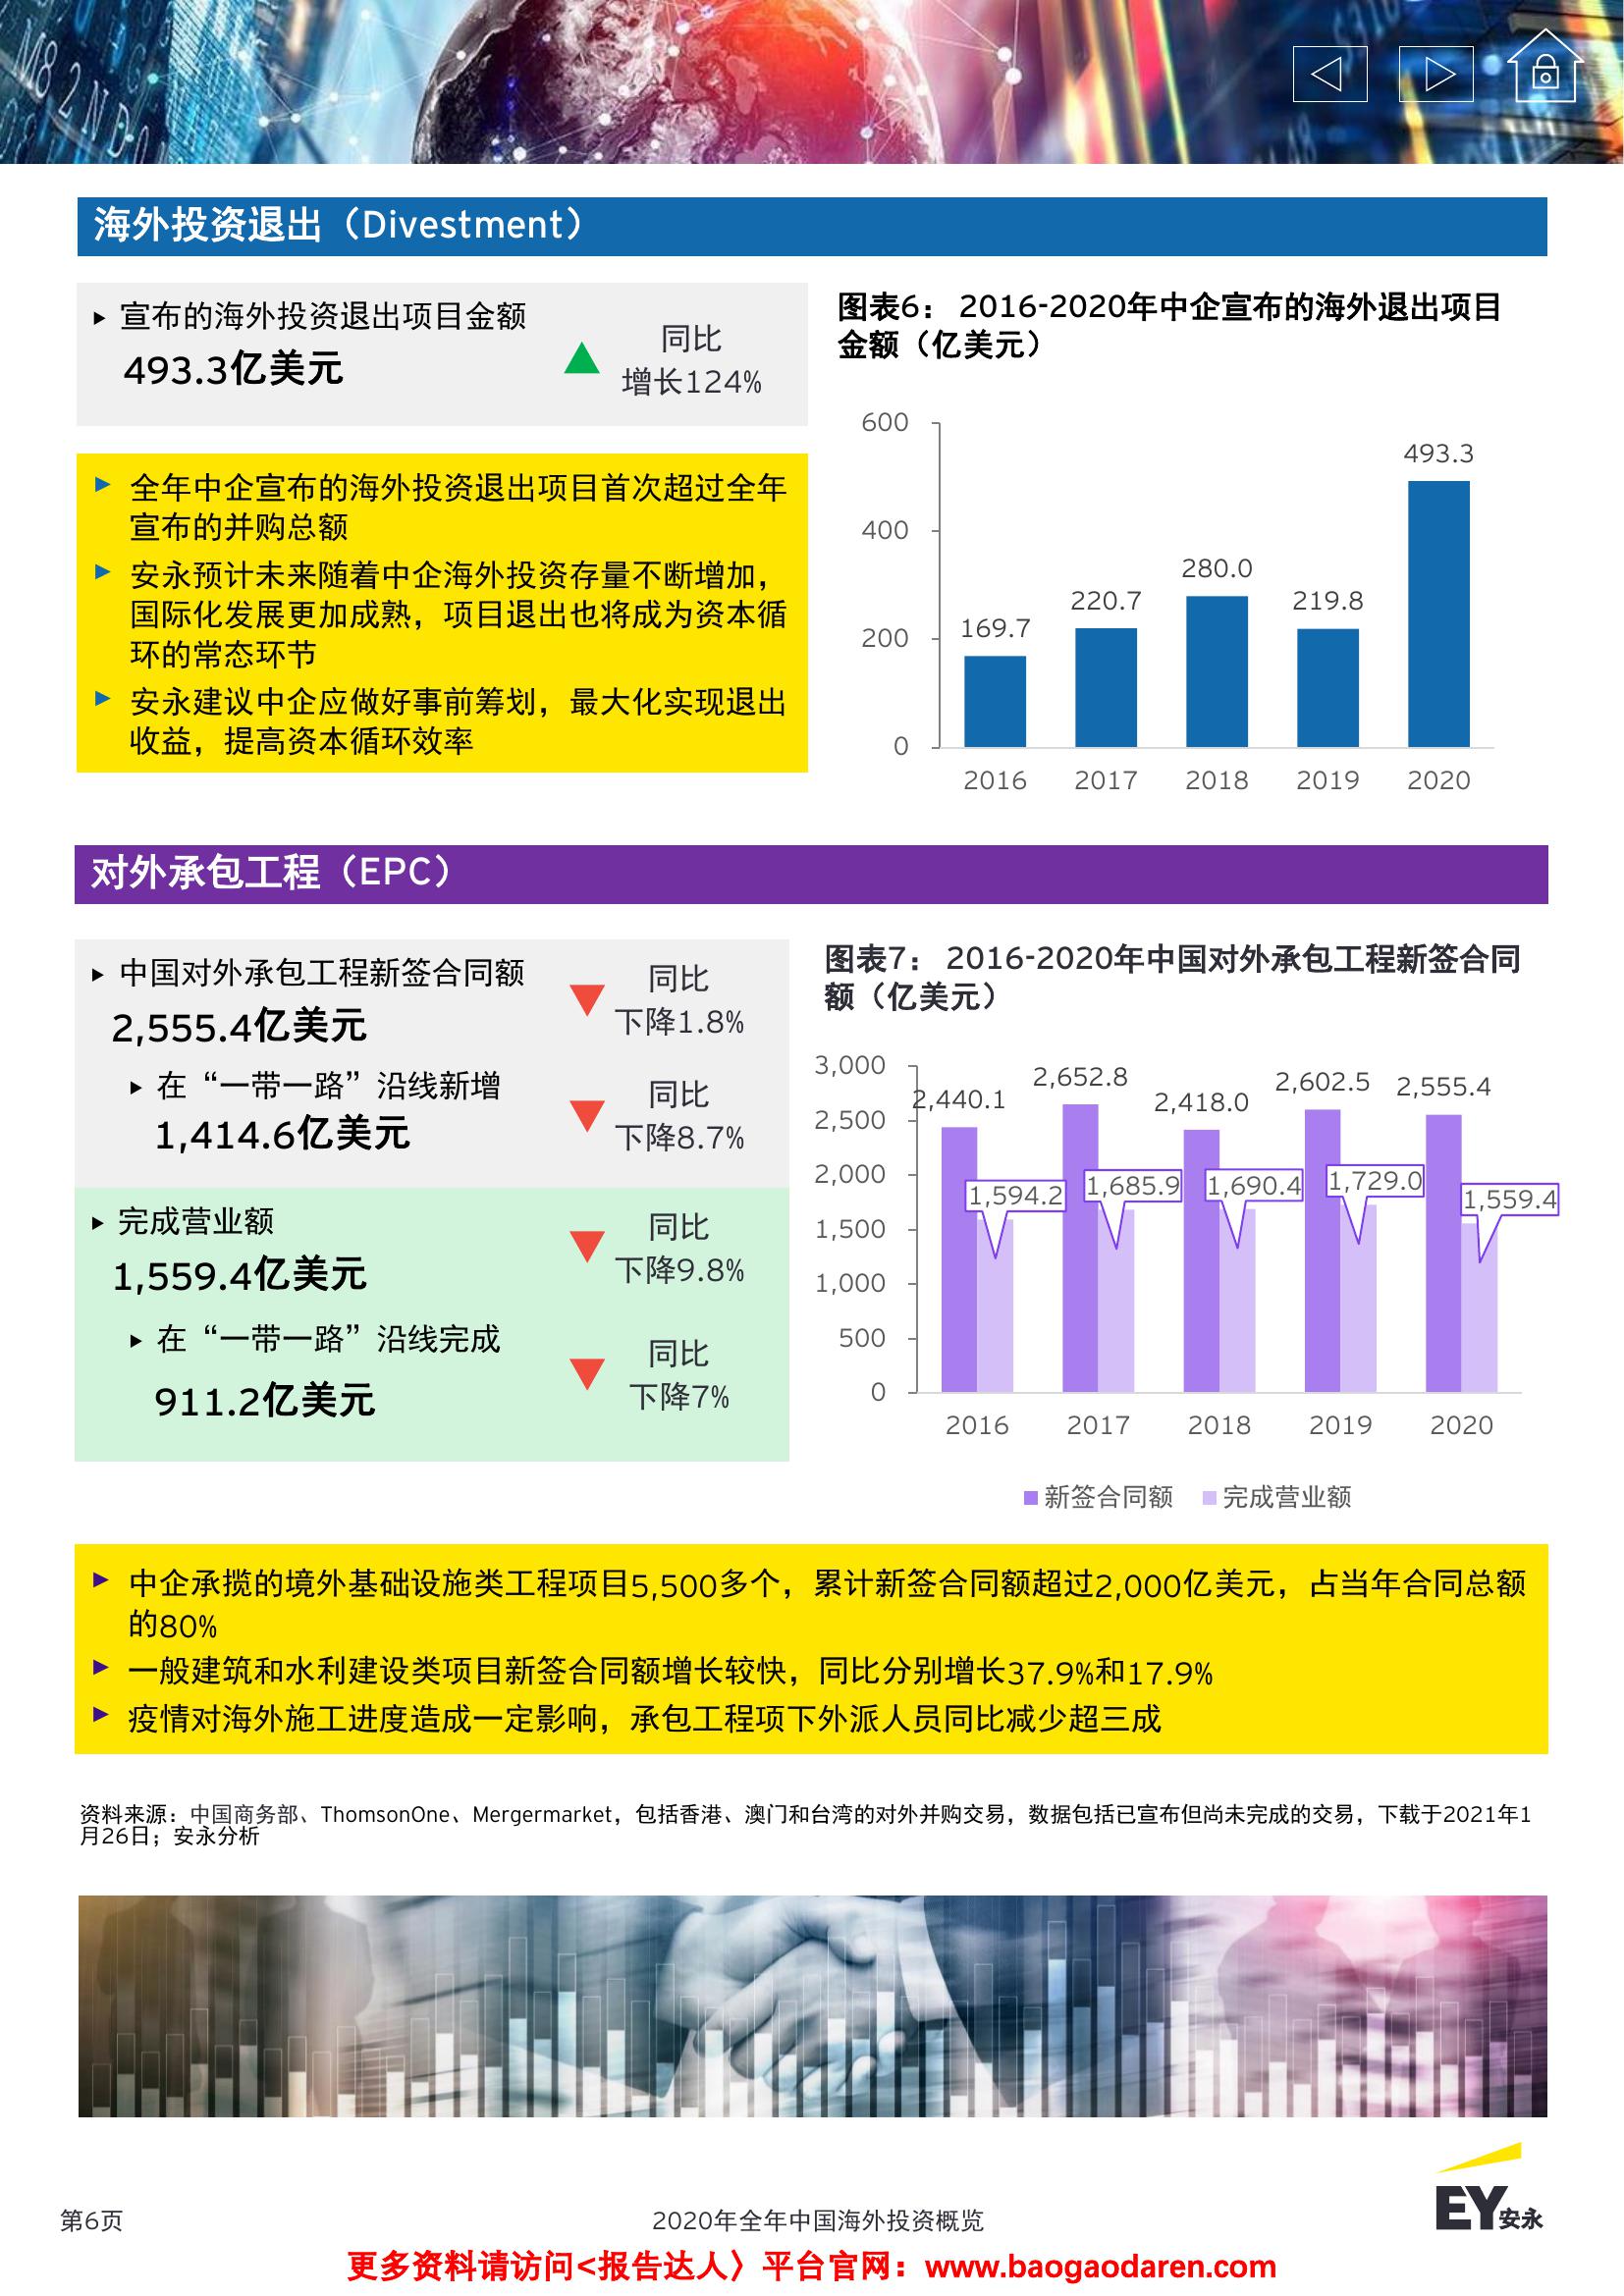 海外投资退出（Divestment）
宣布的海外投资退出项目金额
493.3亿美元
同比
增长124%
全年中企宣布的海外投资退出项目首次超过全年
宣布的并购总额
安永预计未来随着中企海外投资存量不断增加，
国际化发展更加成熟，项目退出也将成为资本循
环的常态环节
安永建议中企应做好事前筹划，最大化实现退出
收益，提高资本循环效率
图表6： 2016-2020年中企宣布的海外退出项目
金额（亿美元）
600
400
200
0
169.7
220.7
280.0
219.8
493.3
2016 2017 2018 2019 2020
对外承包工程（EPC）
中国对外承包工程新签合同额
2,555.4亿美元
同比
下降1.8%
在“一带一路”沿线新增
1,414.6亿美元
同比
下降8.7%
完成营业额
1,559.4亿美元
同比
下降9.8%
在“一带一路”沿线完成
911.2亿美元
同比
下降7%
图表7： 2016-2020年中国对外承包工程新签合同
额（亿美元）
3,000
2,500
2,000
1,500
1,000
500
0
2,440.1
2,652.8
2,418.0
2,602.5
2,555.4
1,594.2
1,685.9
1,690.4
1,729.0
1,559.4
2016 2017 2018 2019 2020
新签合同额 完成营业额
中企承揽的境外基础设施类工程项目5,500多个，累计新签合同额超过2,000亿美元，占当年合同总额
的80%
一般建筑和水利建设类项目新签合同额增长较快，同比分别增长37.9%和17.9%
疫情对海外施工进度造成一定影响，承包工程项下外派人员同比减少超三成
资料来源：中国商务部、ThomsonOne、Mergermarket，包括香港、澳门和台湾的对外并购交易，数据包括已宣布但尚未完成的交易，下载于2021年1
月26日；安永分析
EY安永
第6页
2020年全年中国海外投资概览
更多资料请访问<报告达人〉平台官网：www.baogaodaren.com